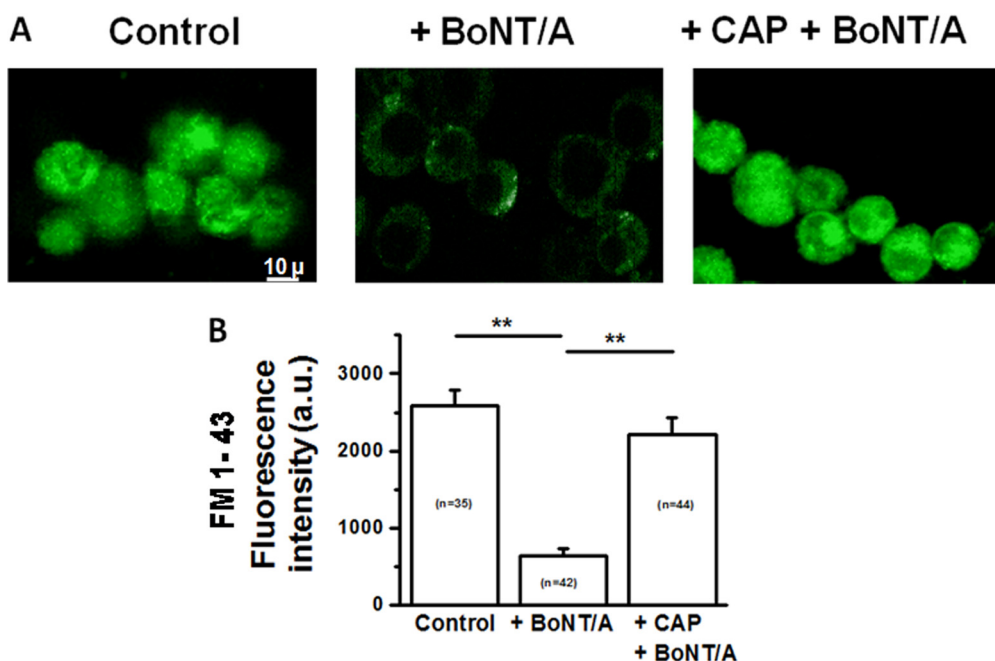 A
Control
+ BoNT/A
+ CAP + BoNT/A
10 µ
B
**
**
FM 1- 43
Fluorescence
intensity (a.u.)
3000
2000
1000
0
(n=35)
(n=42)
(n=44)
Control
+ BoNT/A
+ CAP
+ BoNT/A